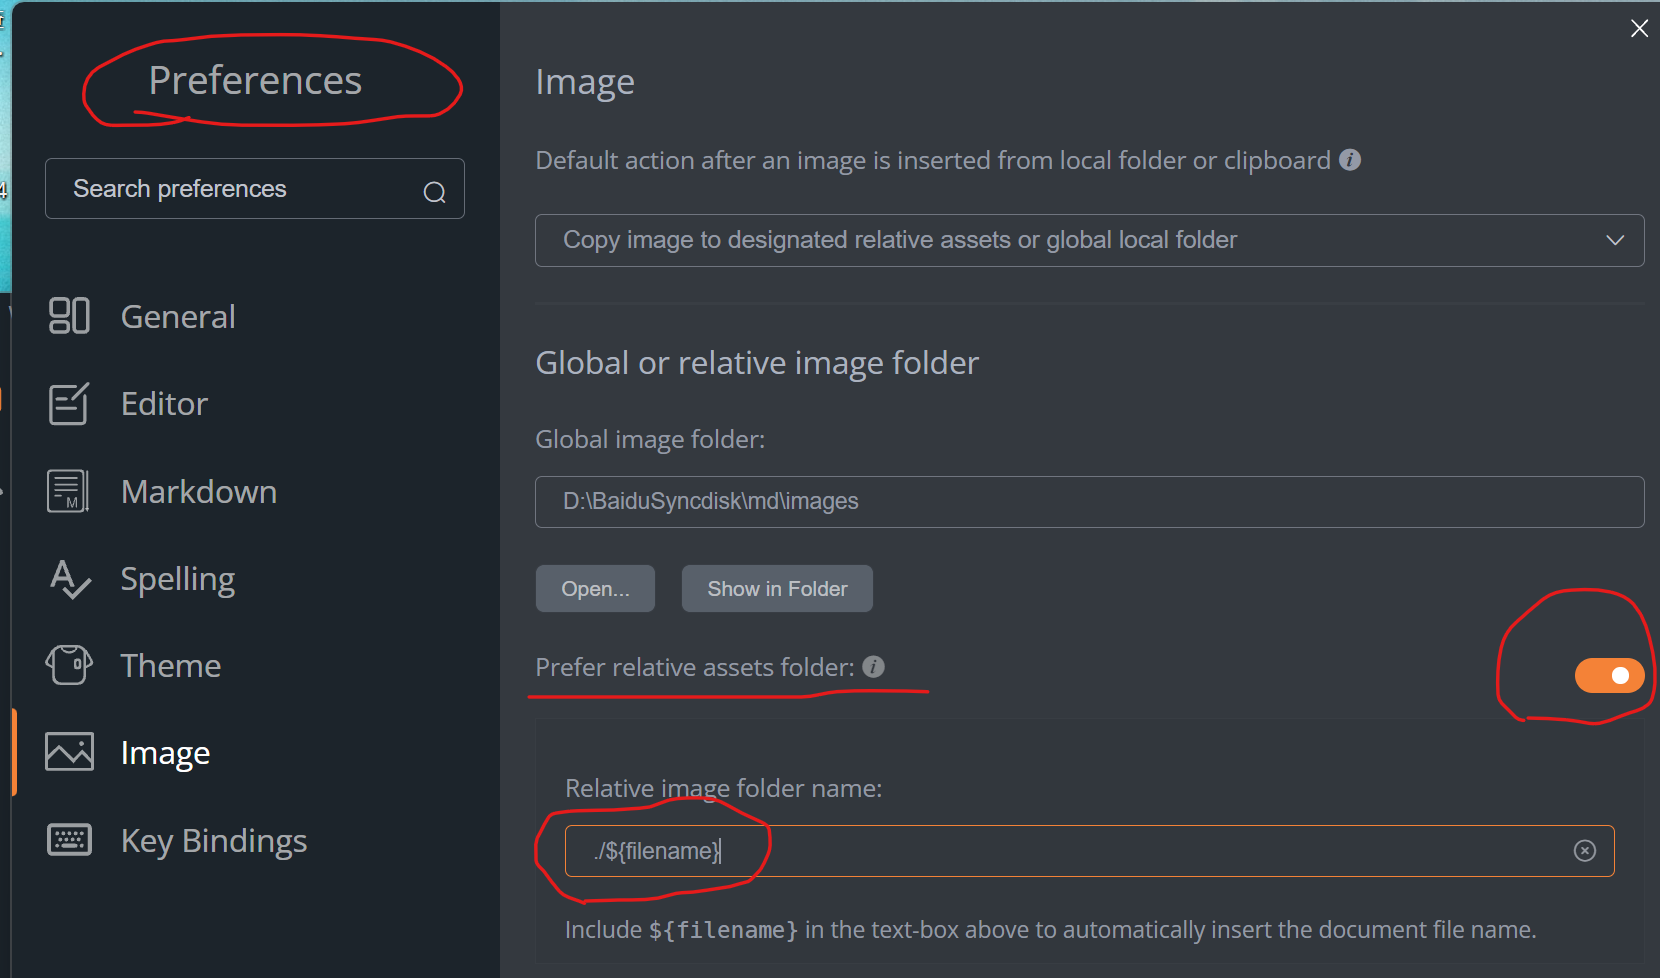 Preferences
Search preferences
General
Editor
Markdown
Spelling
Theme
Image
Key Bindings
Image
Default action after an image is inserted from local folder or clipboard
Copy image to designated relative assets or global local folder
Global or relative image folder
Global image folder:
D:\BaiduSyncdisk\md\images
Open...
Show in Folder
Prefer relative assets folder:
Relative image folder name:
./${filename}
Include ${filename} in the text-box above to automatically insert the document file name.